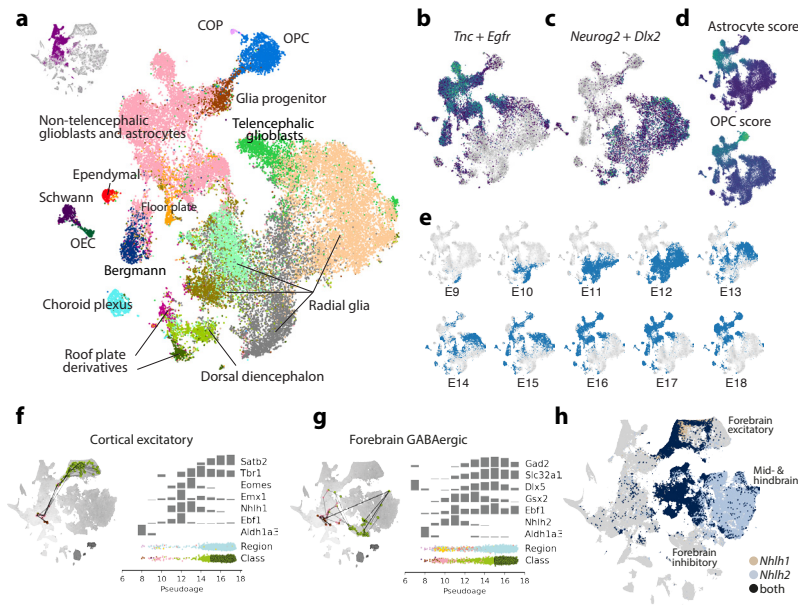 a
COP
OPC
Glia progenitor
Non-telencephalic
glioblasts and astrocytes
Telencephalic
glioblasts
Ependymal
Schwann
Floor plate
OEC
Bergmann
Choroid plexus
Radial glia
Roof plate
derivatives
Dorsal diencephalon
b
Tnc + Egfr
c
Neurog2 + Dlx2
d
Astrocyte score
OPC score
e
E9
E10
E11
E12
E13
E14
E15
E16
E17
E18
f
Cortical excitatory
Satb2
Tbr1
Eomes
Emx1
Nhlh1
Ebf1
Aldh1a3
Region
Class
6 8 10 12 14 16 18
Pseudoage
g
Forebrain GABAergic
Gad2
Slc32a1
Dlx5
Gsx2
Ebf1
Nhlh2
Aldh1a3
Region
Class
6 8 10 12 14 16 18
Pseudoage
h
Forebrain
excitatory
Mid- &
hindbrain
Forebrain
inhibitory
Nhlh1
Nhlh2
both